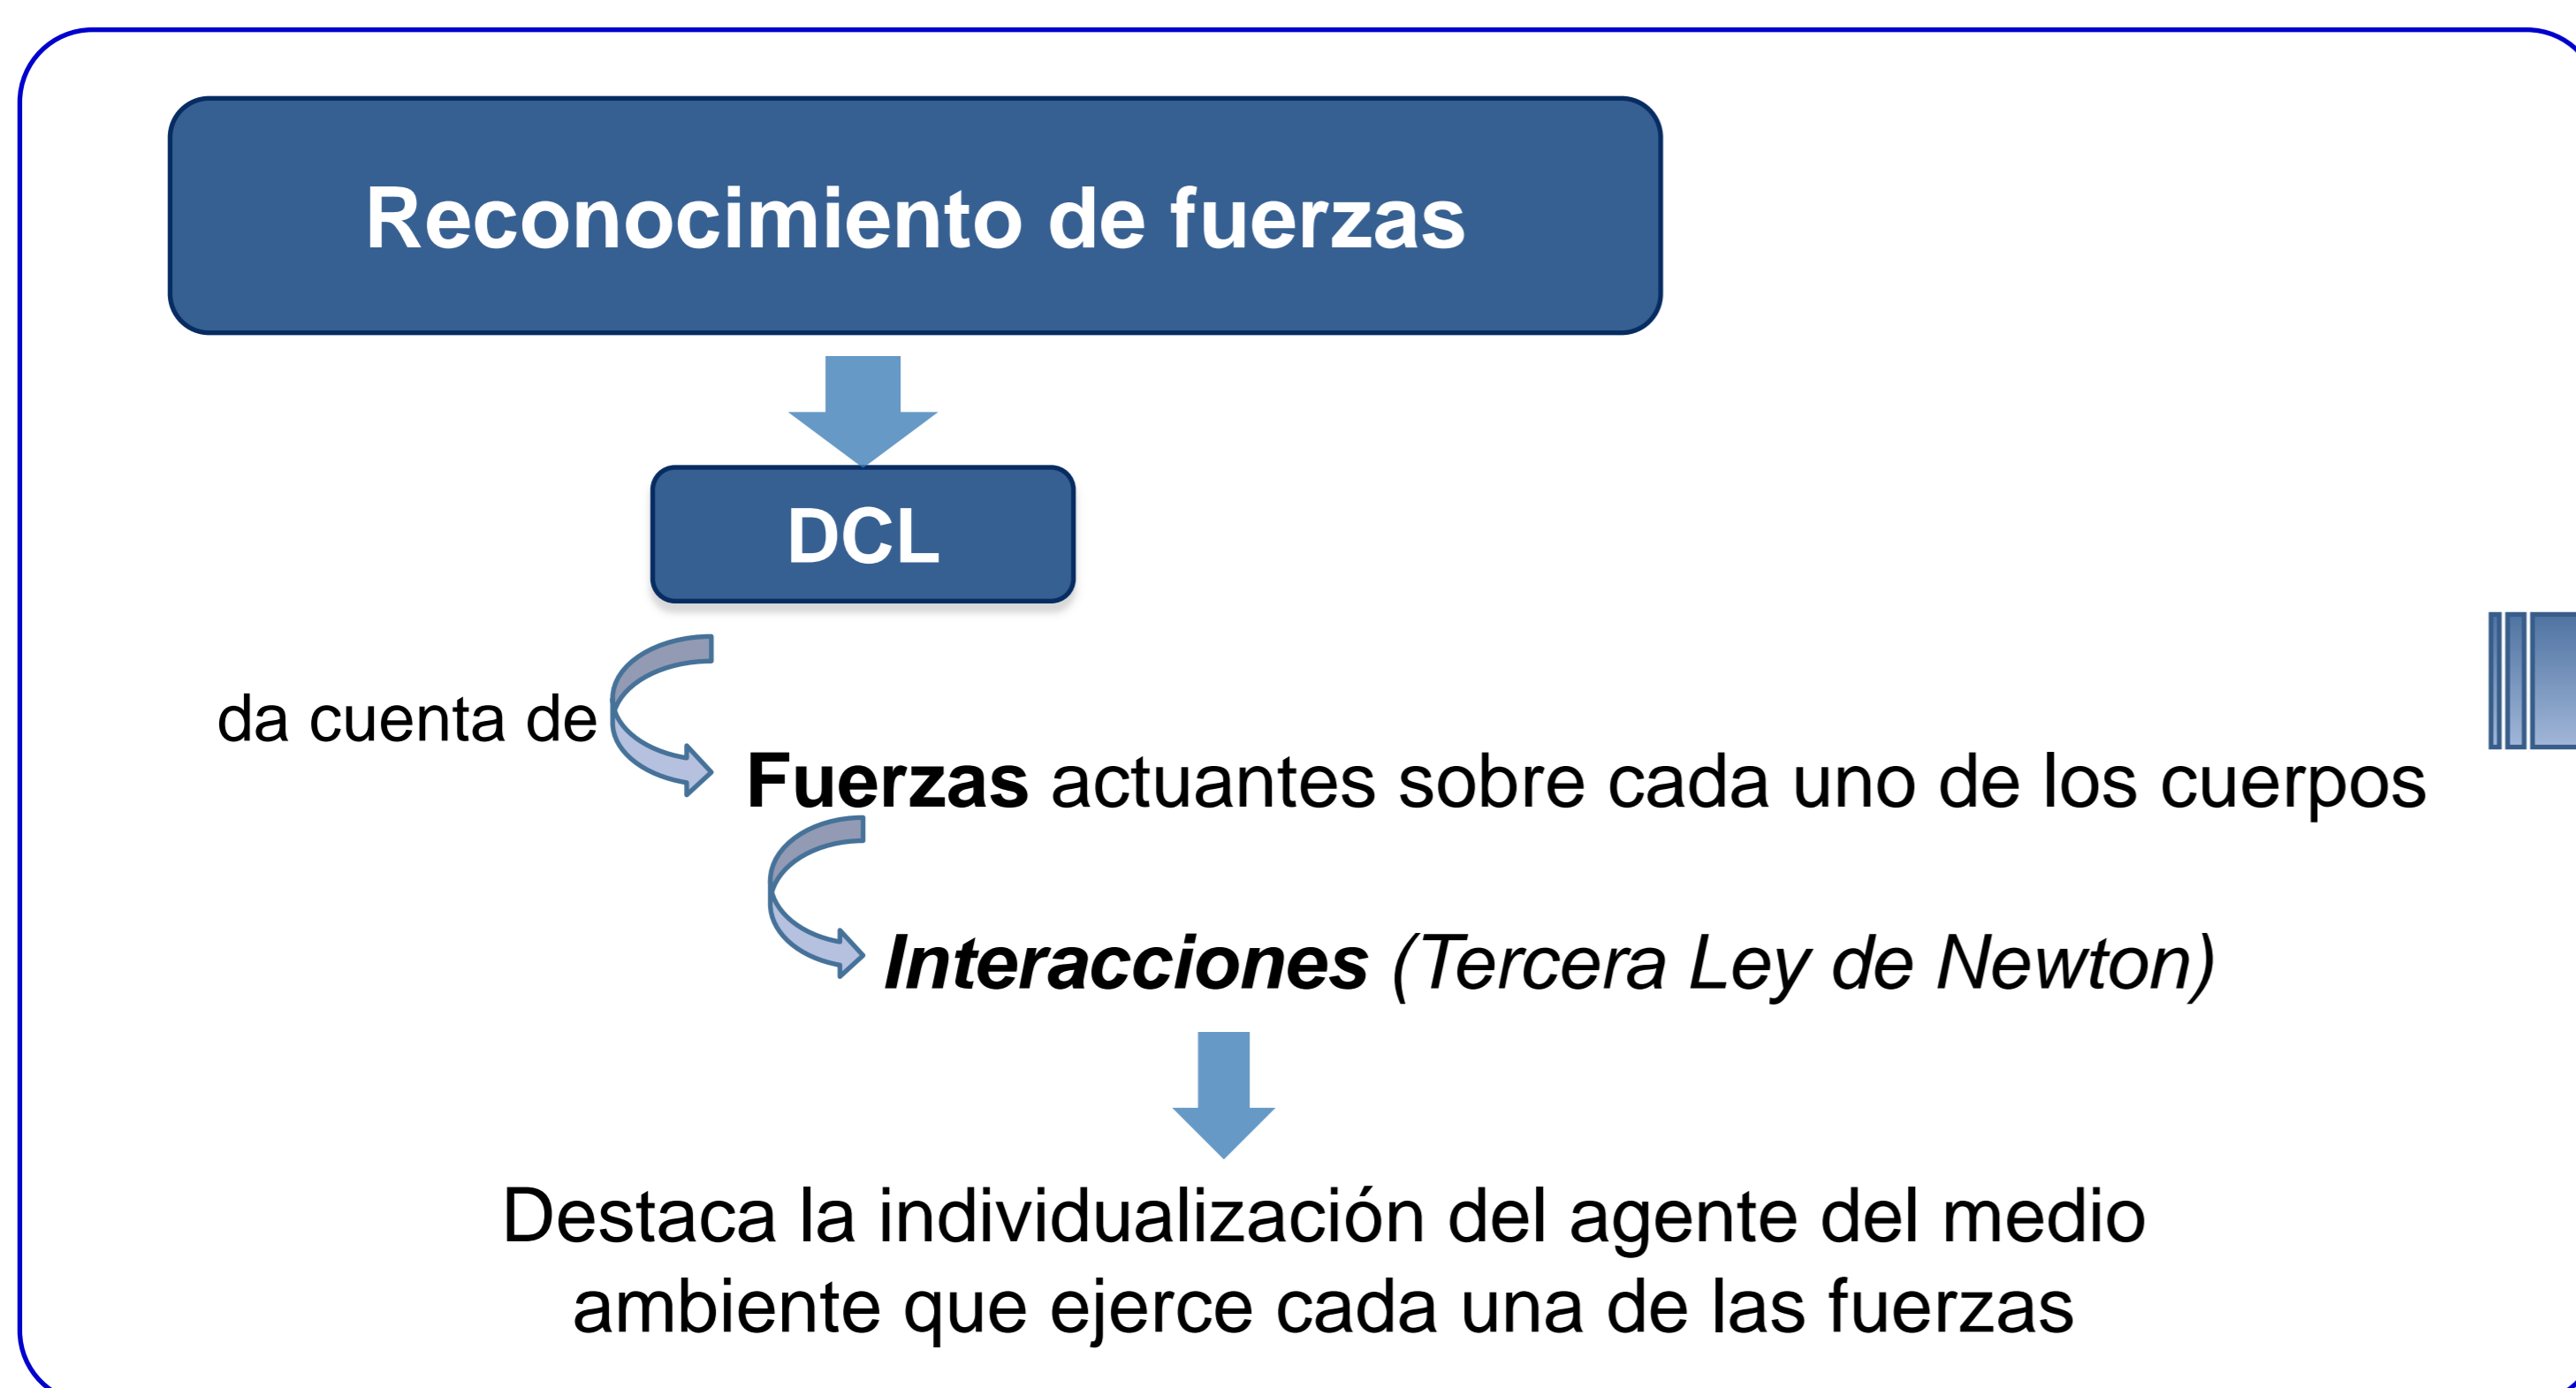 Reconocimiento de fuerzas
DCL
da cuenta de
Fuerzas actuantes sobre cada uno de los cuerpos
Interacciones (Tercera Ley de Newton)
Destaca la individualización del agente del medio
ambiente que ejerce cada una de las fuerzas